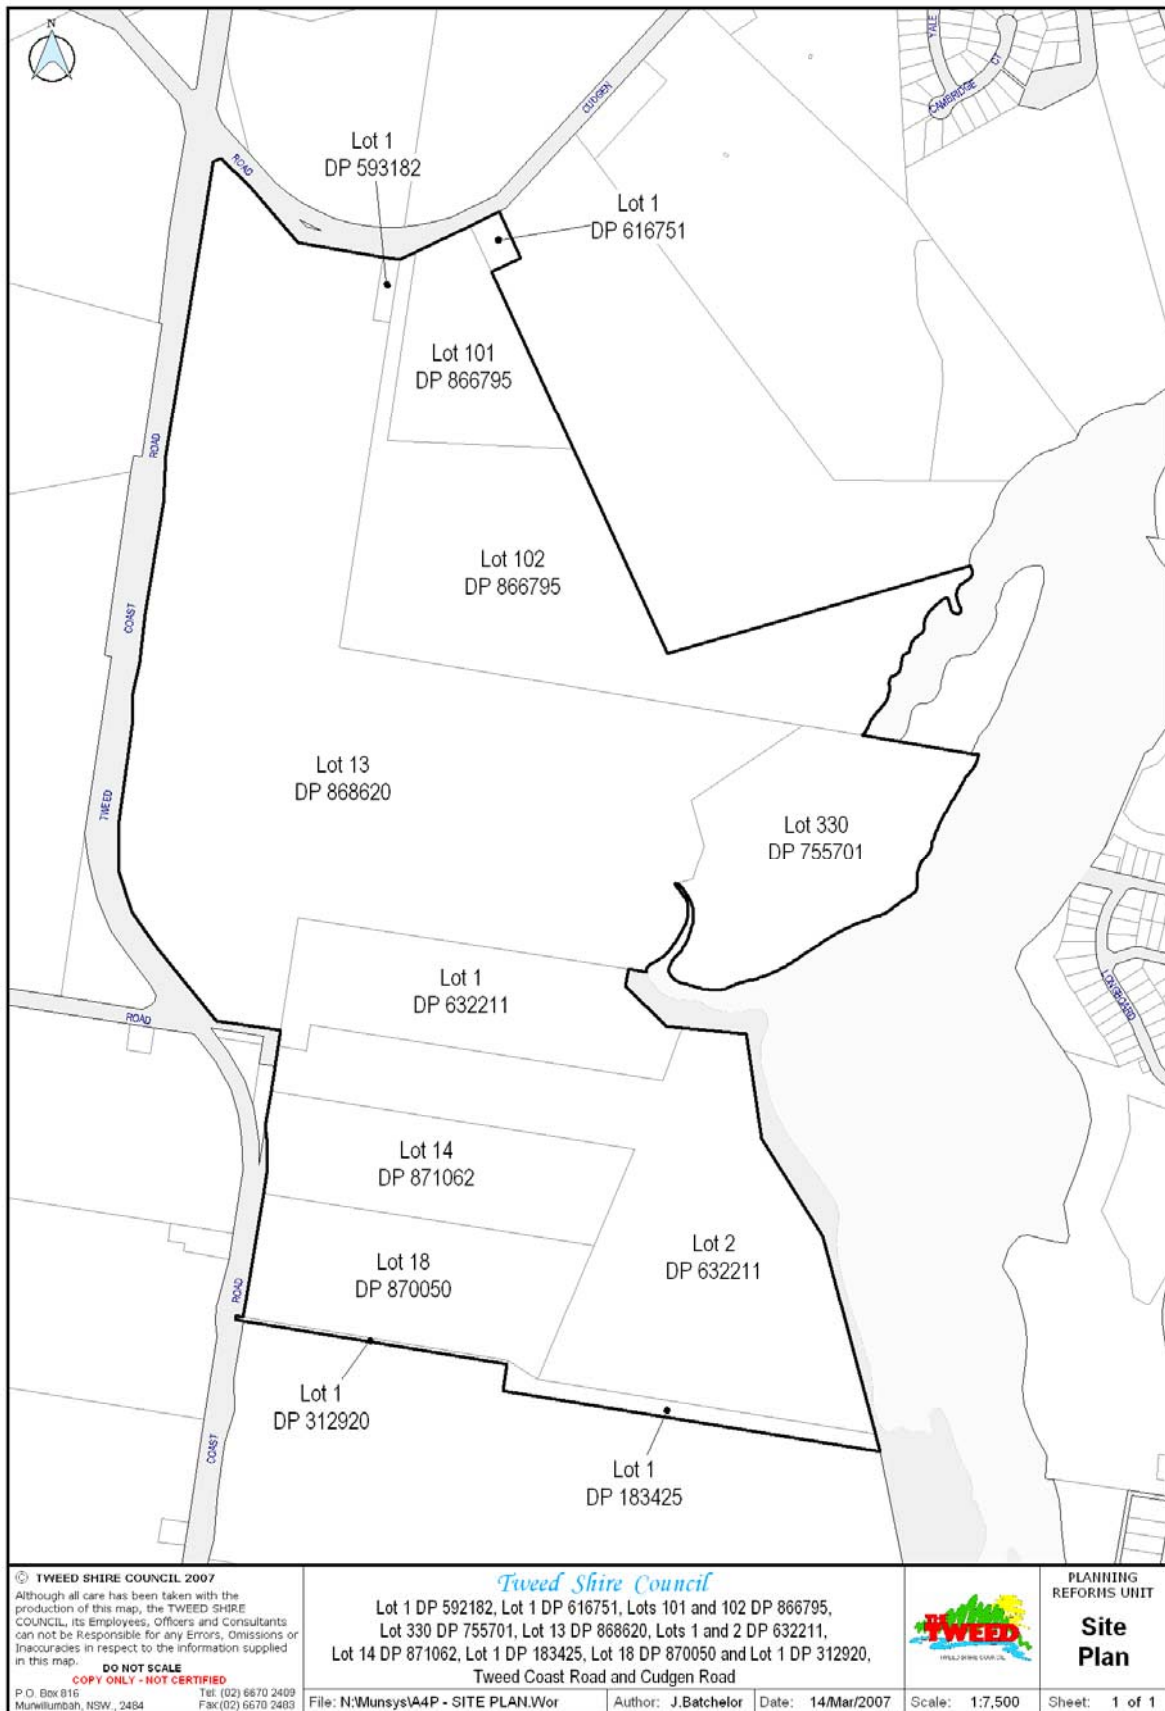 N
YALE
CAMBRIDGE CT
CUDGEN
ROAD
Lot 1
DP 593182
Lot 1
DP 616751
Lot 101
DP 866795
ROAD
Lot 102
DP 866795
COAST
Lot 13
DP 868620
TWEED
Lot 330
DP 755701
Lot 1
DP 632211
LONGBOARD
ROAD
Lot 14
DP 871062
Lot 2
DP 632211
Lot 18
DP 870050
ROAD
Lot 1
DP 312920
COAST
Lot 1
DP 183425
© TWEED SHIRE COUNCIL 2007
Although all care has been taken with the
production of this map, the TWEED SHIRE
COUNCIL, its Employees, Officers and Consultants
can not be Responsible for any Errors, Omissions or
Inaccuracies in respect to the information supplied
in this map.
DO NOT SCALE
COPY ONLY - NOT CERTIFIED
P.O. Box 816
Murwillumbah, NSW., 2484
Tel: (02) 6670 2409
Fax:(02) 6670 2483
Tweed Shire Council
Lot 1 DP 592182, Lot 1 DP 616751, Lots 101 and 102 DP 866795,
Lot 330 DP 755701, Lot 13 DP 868620, Lots 1 and 2 DP 632211,
Lot 14 DP 871062, Lot 1 DP 183425, Lot 18 DP 870050 and Lot 1 DP 312920,
Tweed Coast Road and Cudgen Road
File: N:\Munsys\A4P - SITE PLAN.Wor
Author: J.Batchelor
Date: 14/Mar/2007
Scale: 1:7,500
Sheet: 1 of 1
THE
TWEED
TWEED SHIRE COUNCIL
PLANNING
REFORMS UNIT
Site
Plan